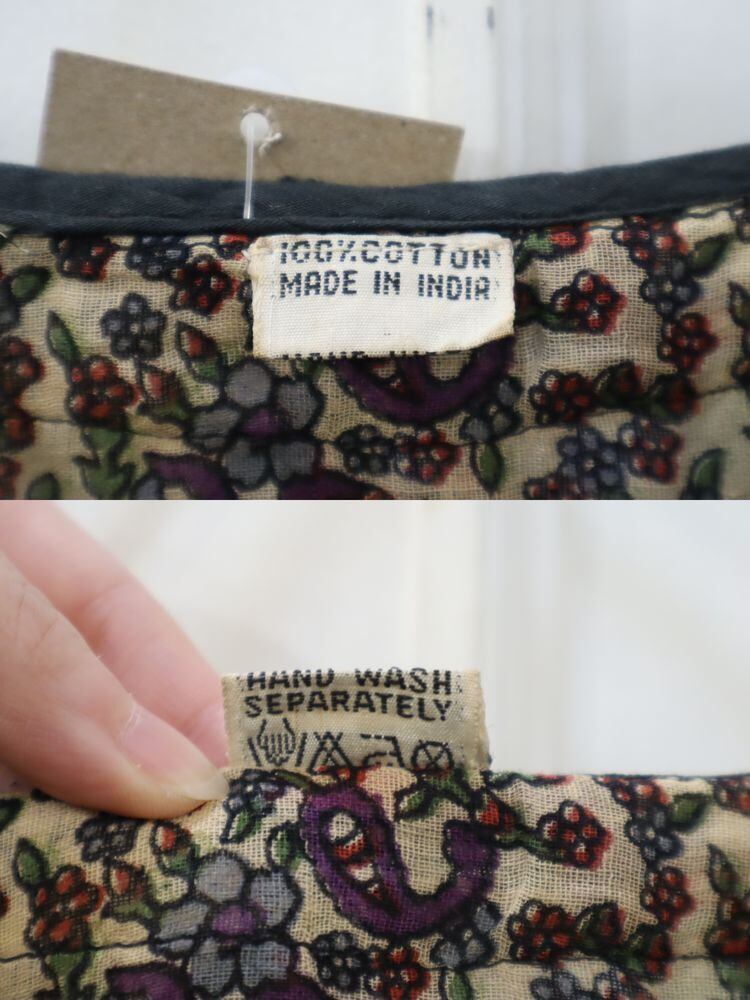 100% COTTON
MADE IN INDIA
HAND WASH
SEPARATELY